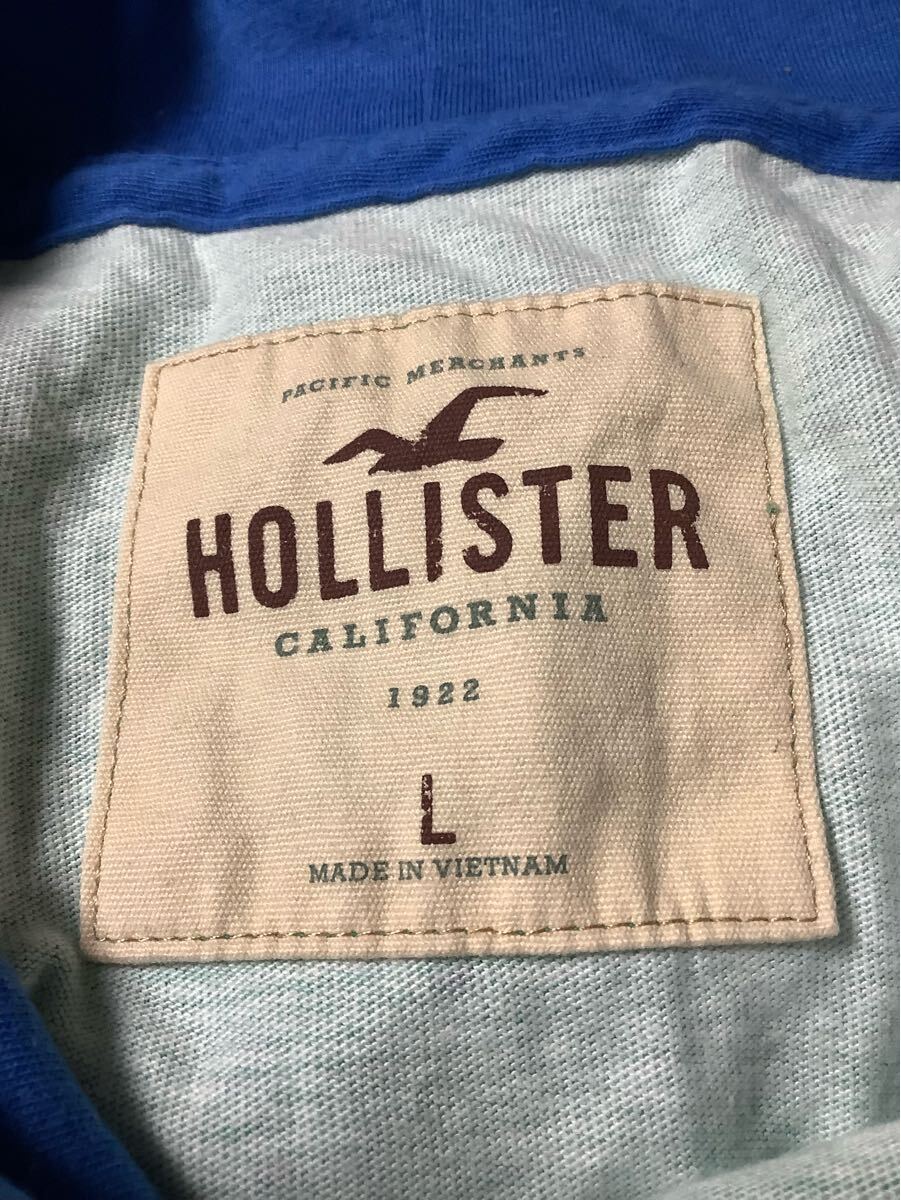 PACIFIC MERCHANTS
HOLLISTER
CALIFORNIA
1922
L
MADE IN VIETNAM